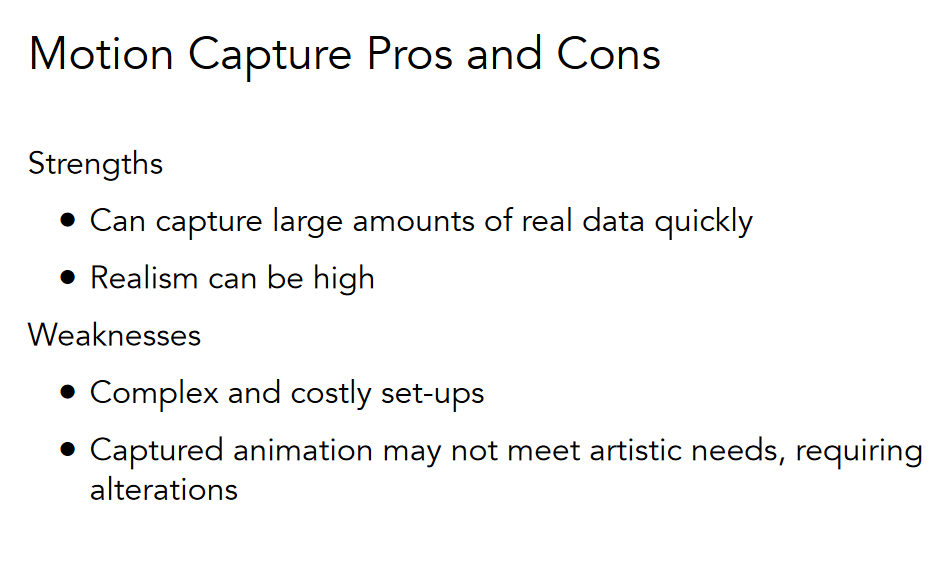 Motion Capture Pros and Cons
Strengths
● Can capture large amounts of real data quickly
● Realism can be high
Weaknesses
● Complex and costly set-ups
● Captured animation may not meet artistic needs, requiring
alterations